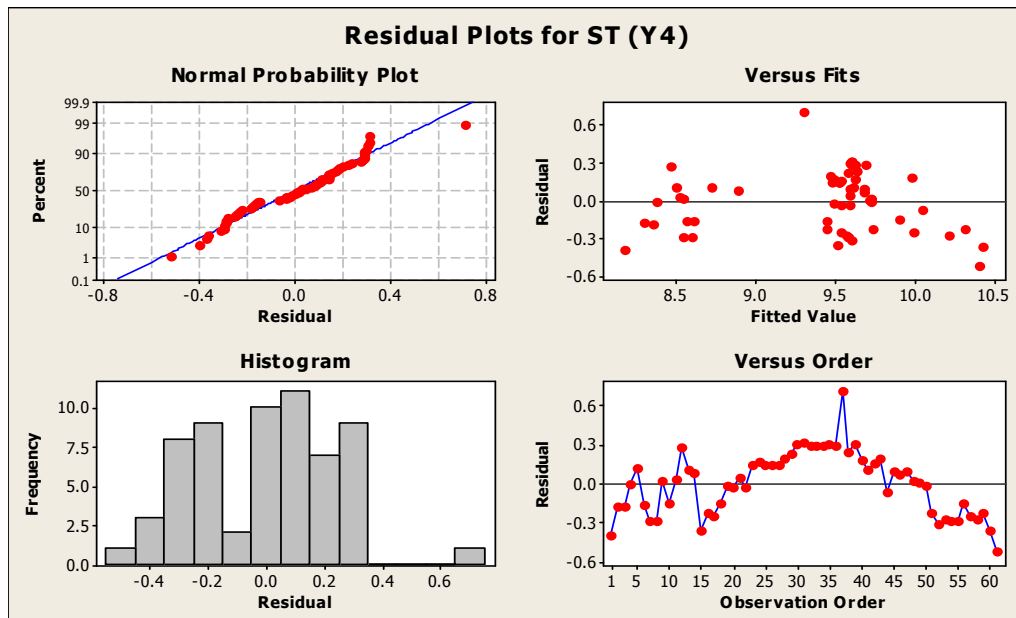 Residual Plots for ST (Y4)
Normal Probability Plot
99.9
99
90
50
10
1
0.1
Percent
-0.8 -0.4 0.0 0.4 0.8
Residual
Versus Fits
0.6
0.3
0.0
-0.3
-0.6
Residual
8.5 9.0 9.5 10.0 10.5
Fitted Value
Histogram
10.0
7.5
5.0
2.5
0.0
Frequency
-0.4 -0.2 0.0 0.2 0.4 0.6
Residual
Versus Order
0.6
0.3
0.0
-0.3
-0.6
Residual
1 5 10 15 20 25 30 35 40 45 50 55 60
Observation Order